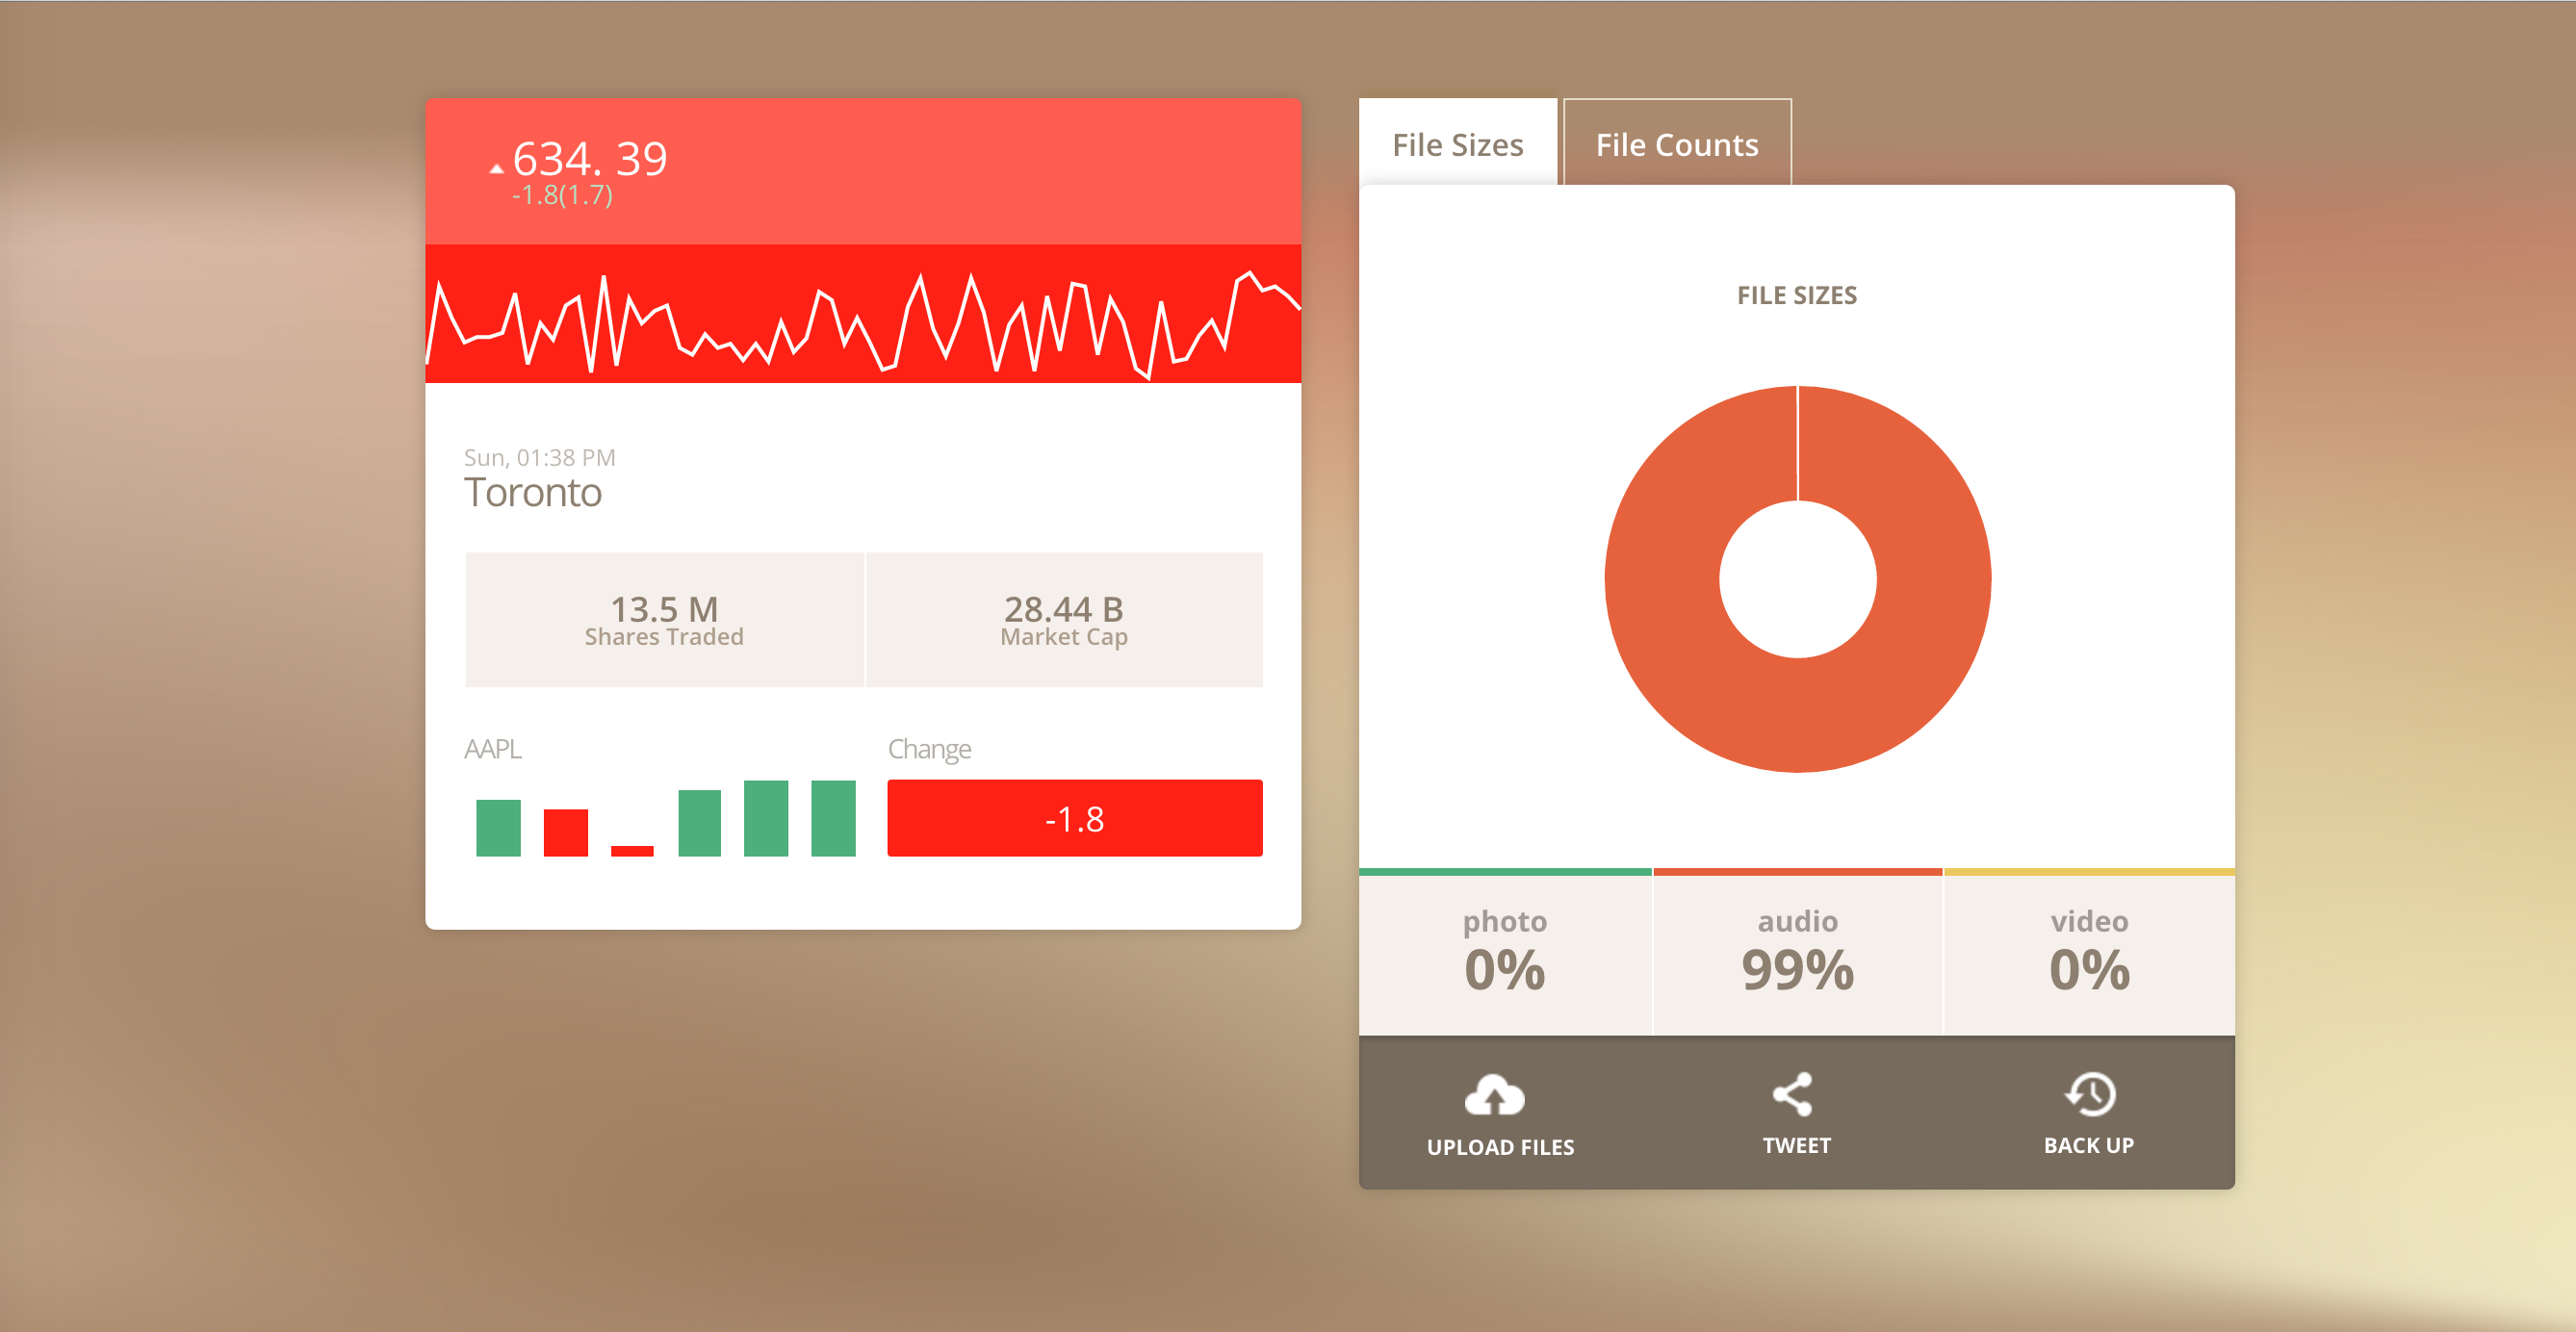 634. 39
-1.8(1.7)
Sun, 01:38 PM
Toronto
13.5 M
Shares Traded
28.44 B
Market Cap
AAPL
Change
-1.8
File Sizes
File Counts
FILE SIZES
photo
0%
audio
99%
video
0%
UPLOAD FILES
TWEET
BACK UP